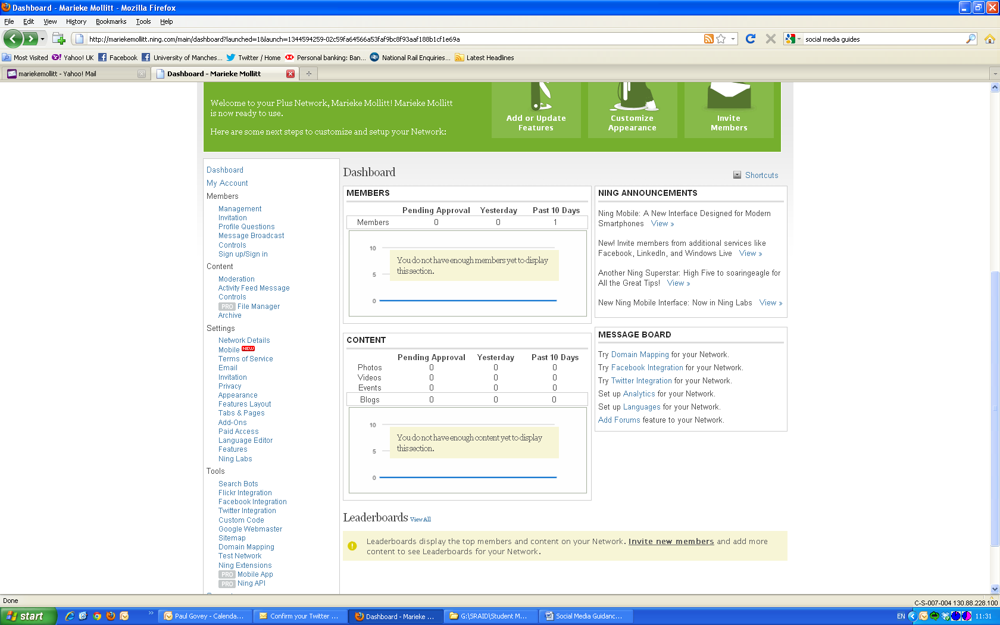 Dashboard - Marieke Mollitt - Mozilla Firefox
File Edit View History Bookmarks Tools Help
http://mariekemollitt.ning.com/main/dashboard?launched=1&launch=1344594259-02c59fa64566a53faf9bc8f93aaf188b1cf1e69a
social media guides
Most Visited Yahoo! UK Facebook University of Manches... Twitter / Home Personal banking: Ban... National Rail Enquiries... Latest Headlines
mariekemollitt - Yahoo! Mail
Dashboard - Marieke Mollitt
Welcome to your Plus Network, Marieke Mollitt! Marieke Mollitt
is now ready to use.
Here are some next steps to customize and setup your Network:
Add or Update
Features
Customize
Appearance
Invite
Members
Dashboard
My Account
Members
Management
Invitation
Profile Questions
Message Broadcast
Controls
Sign up/Sign in
Content
Moderation
Activity Feed Message
Controls
PRO File Manager
Archive
Settings
Network Details
Mobile NEW
Terms of Service
Email
Invitation
Privacy
Appearance
Features Layout
Tabs & Pages
Add-Ons
Paid Access
Language Editor
Features
Ning Labs
Tools
Search Bots
Flickr Integration
Facebook Integration
Twitter Integration
Custom Code
Google Webmaster
Sitemap
Domain Mapping
Test Network
Ning Extensions
PRO Mobile App
PRO Ning API
Dashboard
Shortcuts
MEMBERS
Pending Approval Yesterday Past 10 Days
Members 0 0 1
10
You do not have enough members yet to display
this section.
5
0
CONTENT
Pending Approval Yesterday Past 10 Days
Photos 0 0 0
Videos 0 0 0
Events 0 0 0
Blogs 0 0 0
10
You do not have enough content yet to display
this section.
5
0
NING ANNOUNCEMENTS
Ning Mobile: A New Interface Designed for Modern
Smartphones View »
New! Invite members from additional services like
Facebook, LinkedIn, and Windows Live View »
Another Ning Superstar: High Five to soaringeagle for
All the Great Tips! View »
New Ning Mobile Interface: Now in Ning Labs View »
MESSAGE BOARD
Try Domain Mapping for your Network.
Try Facebook Integration for your Network.
Try Twitter Integration for your Network.
Set up Analytics for your Network.
Set up Languages for your Network.
Add Forums feature to your Network.
Leaderboards View All
Leaderboards display the top members and content on your Network. Invite new members and add more
content to see Leaderboards for your Network.
Done
C-S-007-004 130.88.228.100
start
Paul Govey - Calenda...
Confirm your Twitter ...
Dashboard - Marieke ...
G:\SRAID\Student M...
Social Media Guidanc...
EN
11:31